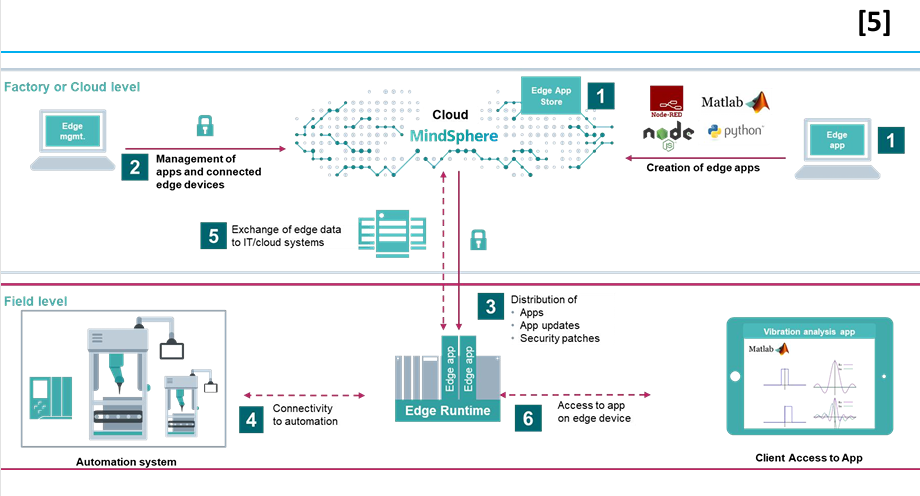 [5]
Factory or Cloud level
Edge
mgmt.
2
Management of
apps and connected
edge devices
Cloud
MindSphere
Edge App
Store
1
Node-RED
Matlab
node
JS
python
Creation of edge apps
Edge
app
1
5
Exchange of edge data
to IT/cloud systems
Field level
3
Distribution of
• Apps
• App updates
• Security patches
Automation system
4
Connectivity
to automation
Edge app
Edge app
Edge Runtime
6
Access to app
on edge device
Vibration analysis app
Matlab
Client Access to App